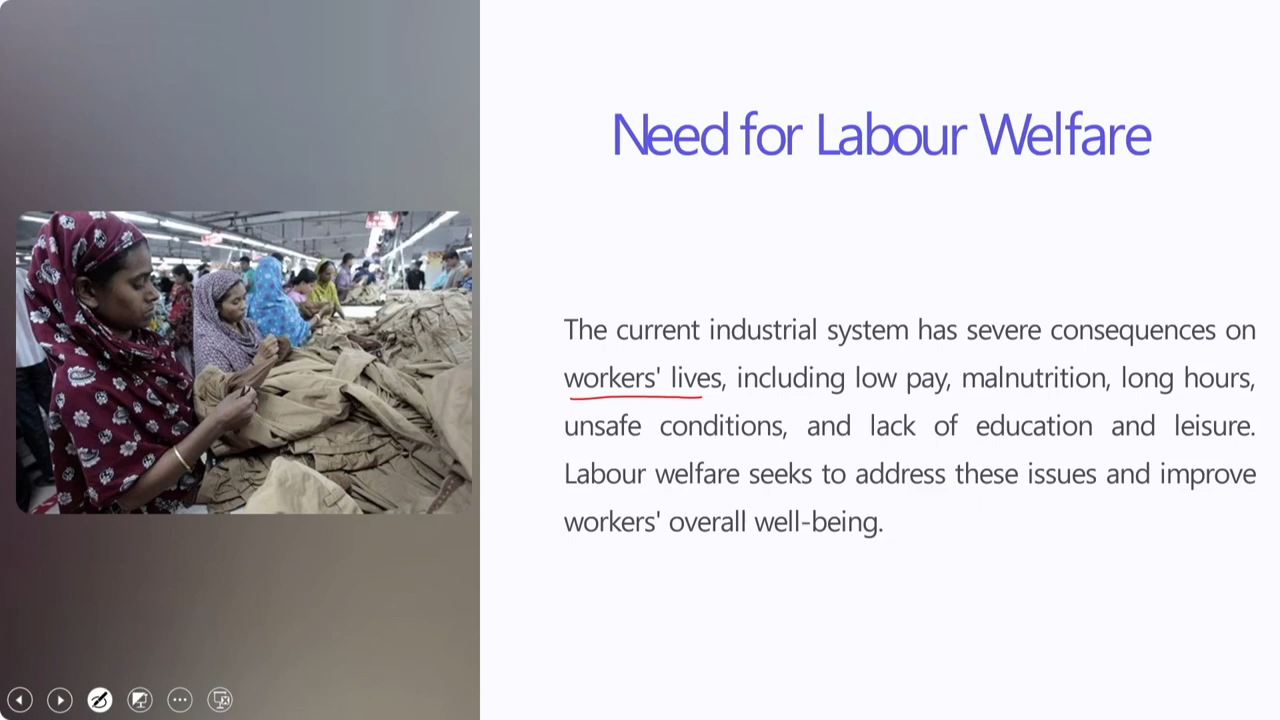 Need for Labour Welfare
The current industrial system has severe consequences on
workers' lives, including low pay, malnutrition, long hours,
unsafe conditions, and lack of education and leisure.
Labour welfare seeks to address these issues and improve
workers' overall well-being.